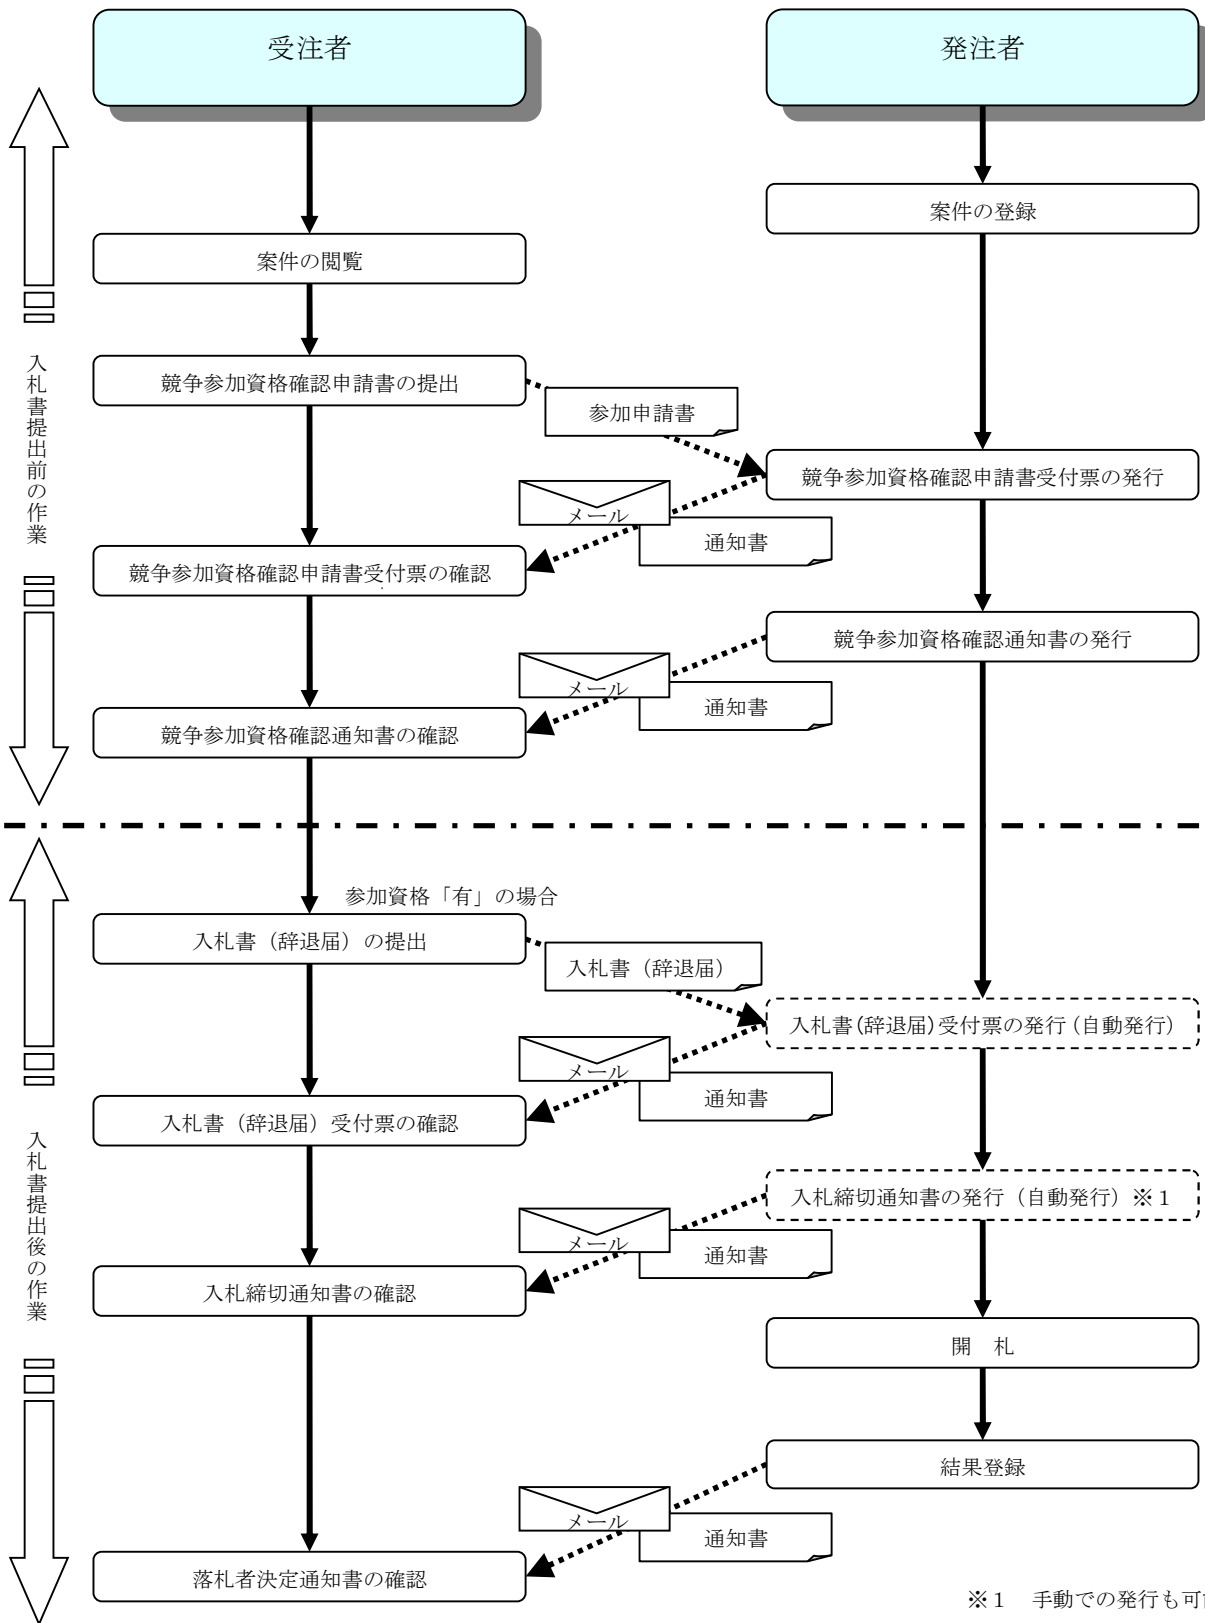 受注者
発注者
案件の登録
案件の閲覧
競争参加資格確認申請書の提出
参加申請書
競争参加資格確認申請書受付票の発行
メール
通知書
競争参加資格確認申請書受付票の確認
入札書提出前の作業
競争参加資格確認通知書の発行
メール
通知書
競争参加資格確認通知書の確認
参加資格「有」の場合
入札書（辞退届）の提出
入札書（辞退届）
入札書(辞退届)受付票の発行(自動発行)
メール
通知書
入札書（辞退届）受付票の確認
入札締切通知書の発行（自動発行）※１
メール
通知書
入札締切通知書の確認
入札書提出後の作業
開　札
結果登録
メール
通知書
落札者決定通知書の確認
※１　手動での発行も可